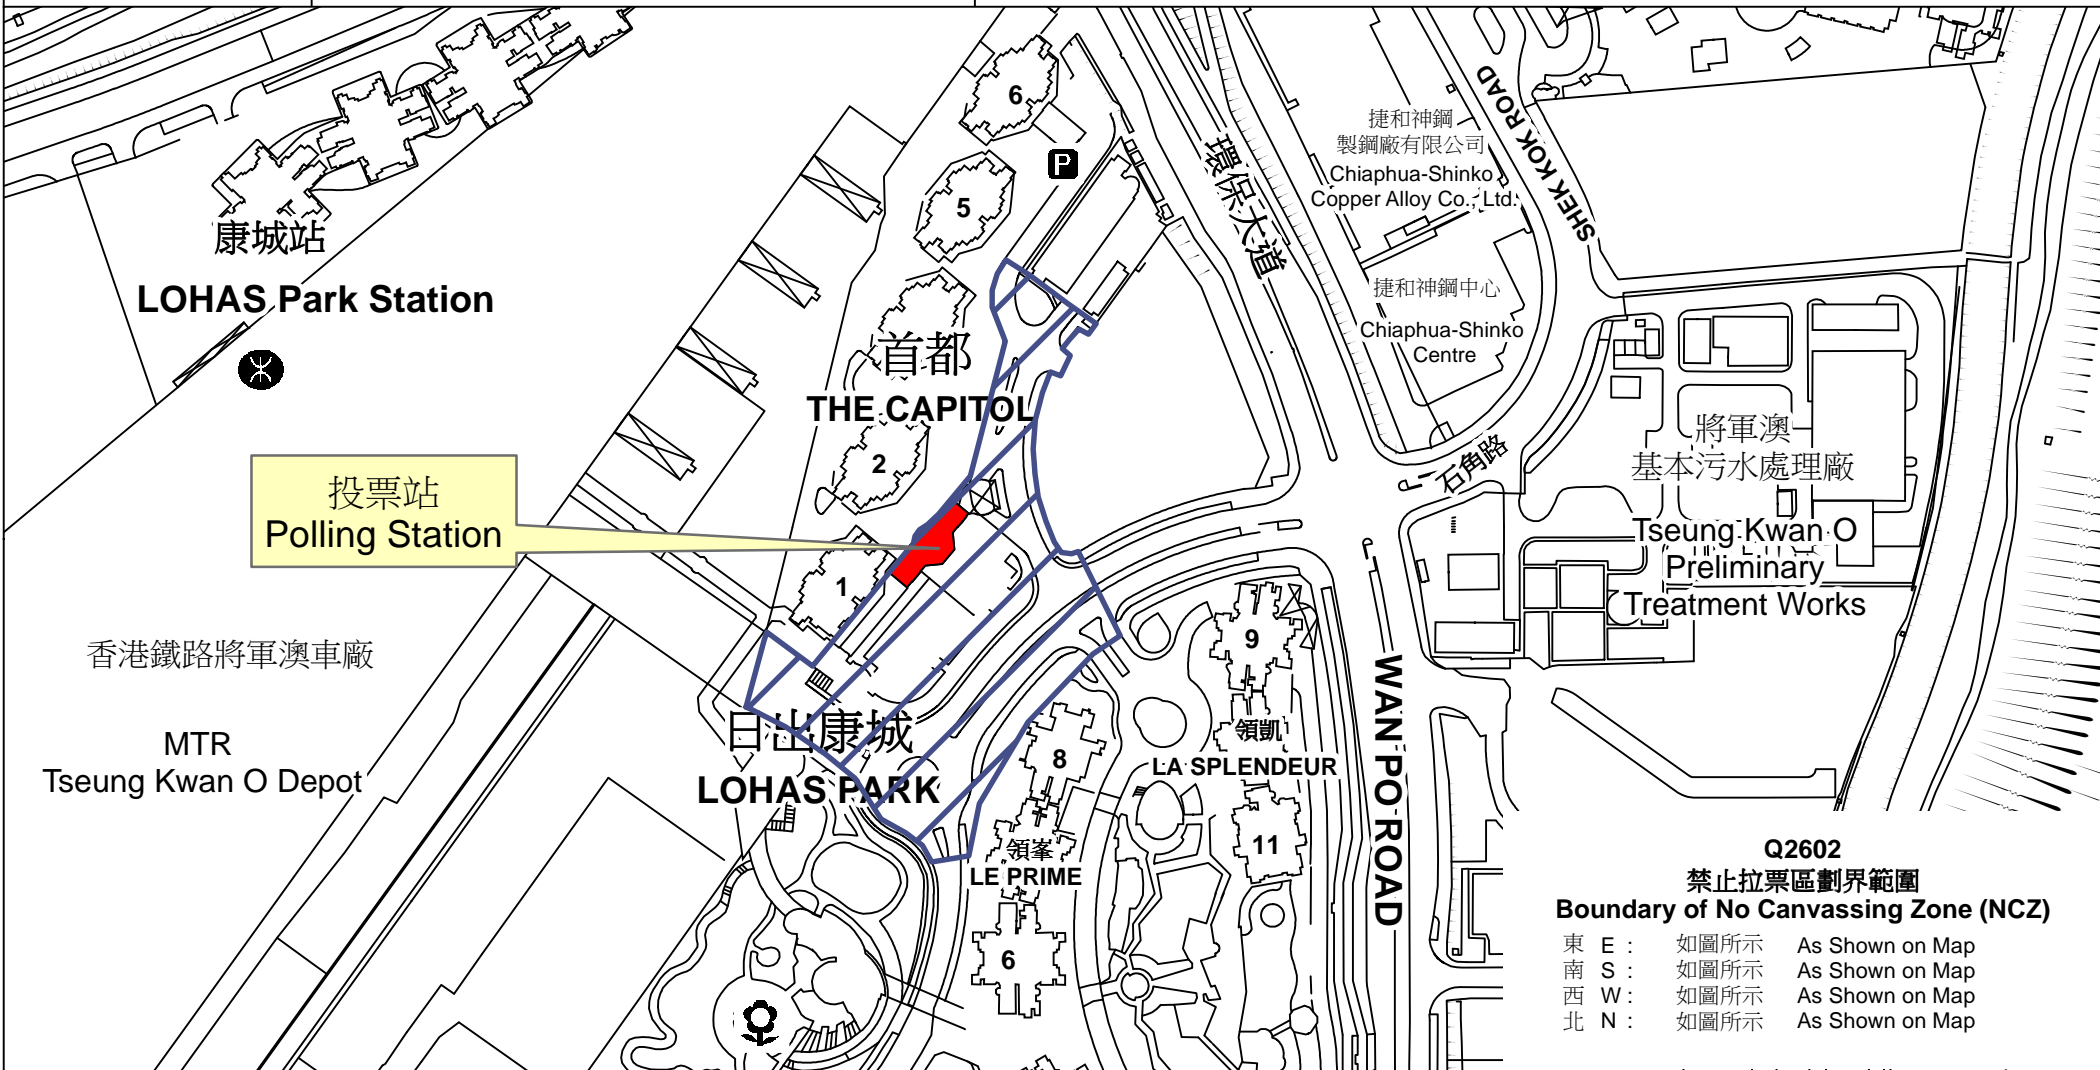 6
P
5
康城站
LOHAS Park Station
首都
THE CAPITOL
2
投票站
Polling Station
1
香港鐵路將軍澳車廠
MTR
Tseung Kwan O Depot
日出康城
LOHAS PARK
環保大道
捷和神鋼
製鋼廠有限公司
Chiaphua-Shinko
Copper Alloy Co., Ltd.
SHEK KOK ROAD
捷和神鋼中心
Chiaphua-Shinko
Centre
石角路
將軍澳
基本污水處理廠
Tseung Kwan O
Preliminary
Treatment Works
9
領凱
LA SPLENDEUR
8
11
領峯
LE PRIME
6
WAN PO ROAD
Q2602
禁止拉票區劃界範圍
Boundary of No Canvassing Zone (NCZ)
東 E : 如圖所示 As Shown on Map
南 S : 如圖所示 As Shown on Map
西 W : 如圖所示 As Shown on Map
北 N : 如圖所示 As Shown on Map